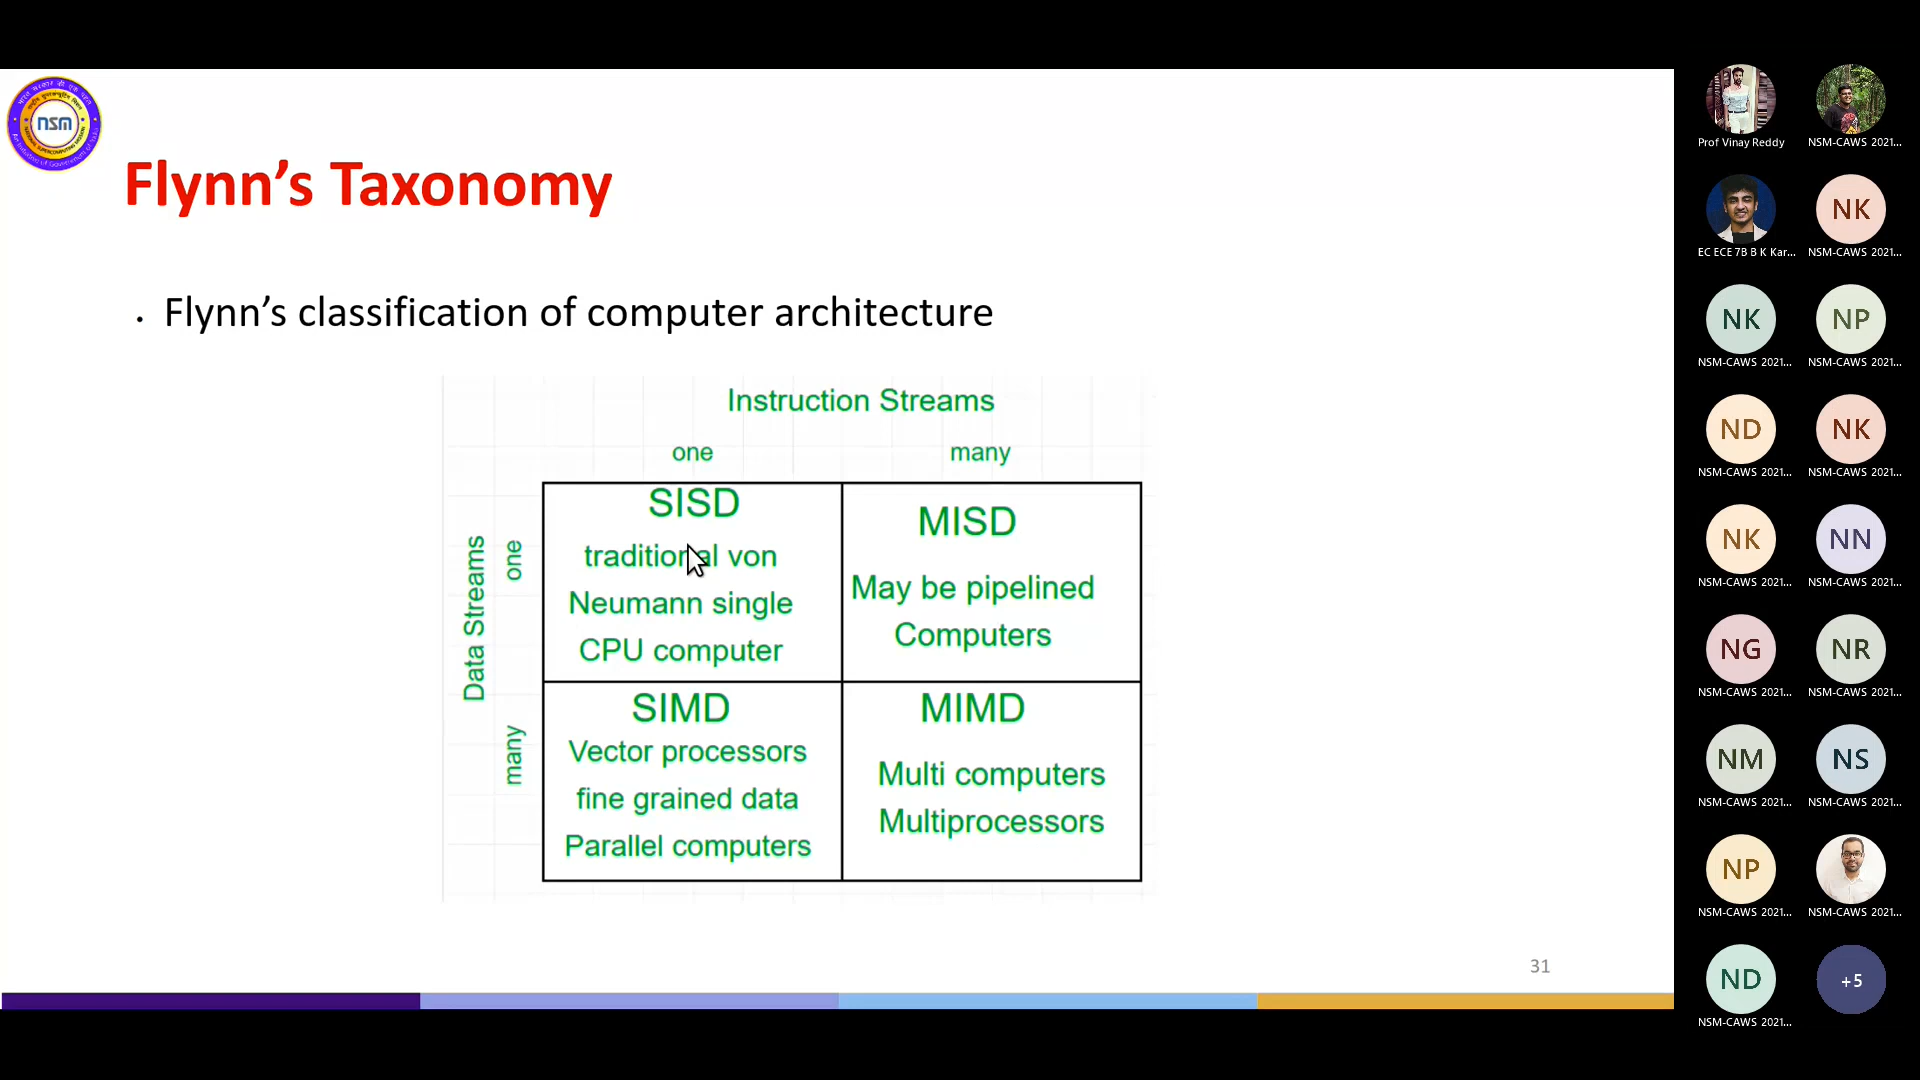 nsm
Flynn’s Taxonomy
• Flynn’s classification of computer architecture
Instruction Streams
one
many
Data Streams
one
many
SISD
traditional von
Neumann single
CPU computer
MISD
May be pipelined
Computers
SIMD
Vector processors
fine grained data
Parallel computers
MIMD
Multi computers
Multiprocessors
31
Prof Vinay Reddy
NSM-CAWS 2021...
EC ECE 7B B K Kar...
NK
NSM-CAWS 2021...
NK
NSM-CAWS 2021...
NP
NSM-CAWS 2021...
ND
NSM-CAWS 2021...
NK
NSM-CAWS 2021...
NK
NSM-CAWS 2021...
NN
NSM-CAWS 2021...
NG
NSM-CAWS 2021...
NR
NSM-CAWS 2021...
NM
NSM-CAWS 2021...
NS
NSM-CAWS 2021...
NP
NSM-CAWS 2021...
NSM-CAWS 2021...
ND
NSM-CAWS 2021...
+5